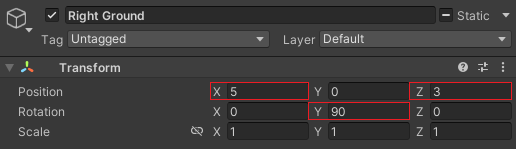 Right Ground Static
Tag Untagged Layer Default
Transform
Position X 5 Y 0 Z 3
Rotation X 0 Y 90 Z 0
Scale X 1 Y 1 Z 1